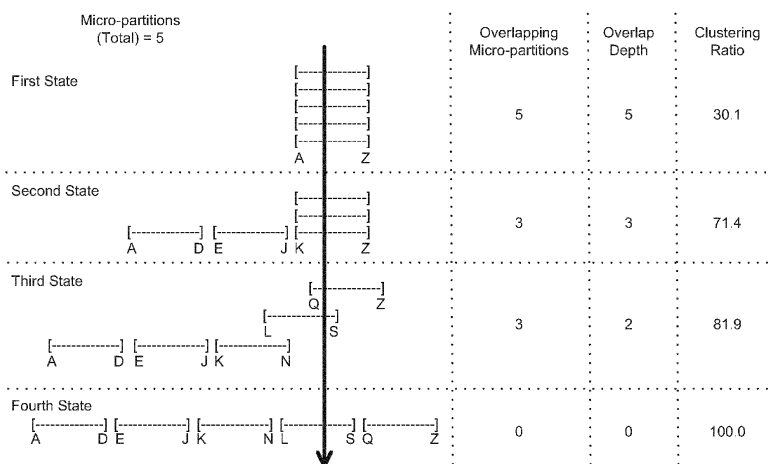 Micro-partitions
(Total) = 5
Overlapping
Micro-partitions
Overlap
Depth
Clustering
Ratio
First State
[-------------]
[-------------]
[-------------]
[-------------]
[-------------]
A Z
5 5 30.1
Second State
[-------------]
[-------------]
[-------------] [-------------] [-------------]
A D E J K Z
3 3 71.4
Third State
[-------------]
Q Z
[-------------]
L S
[-------------] [-------------] [-------------]
A D E J K N
3 2 81.9
Fourth State
[-------------] [-------------] [-------------] [-------------] [-------------]
A D E J K N L S Q Z
0 0 100.0